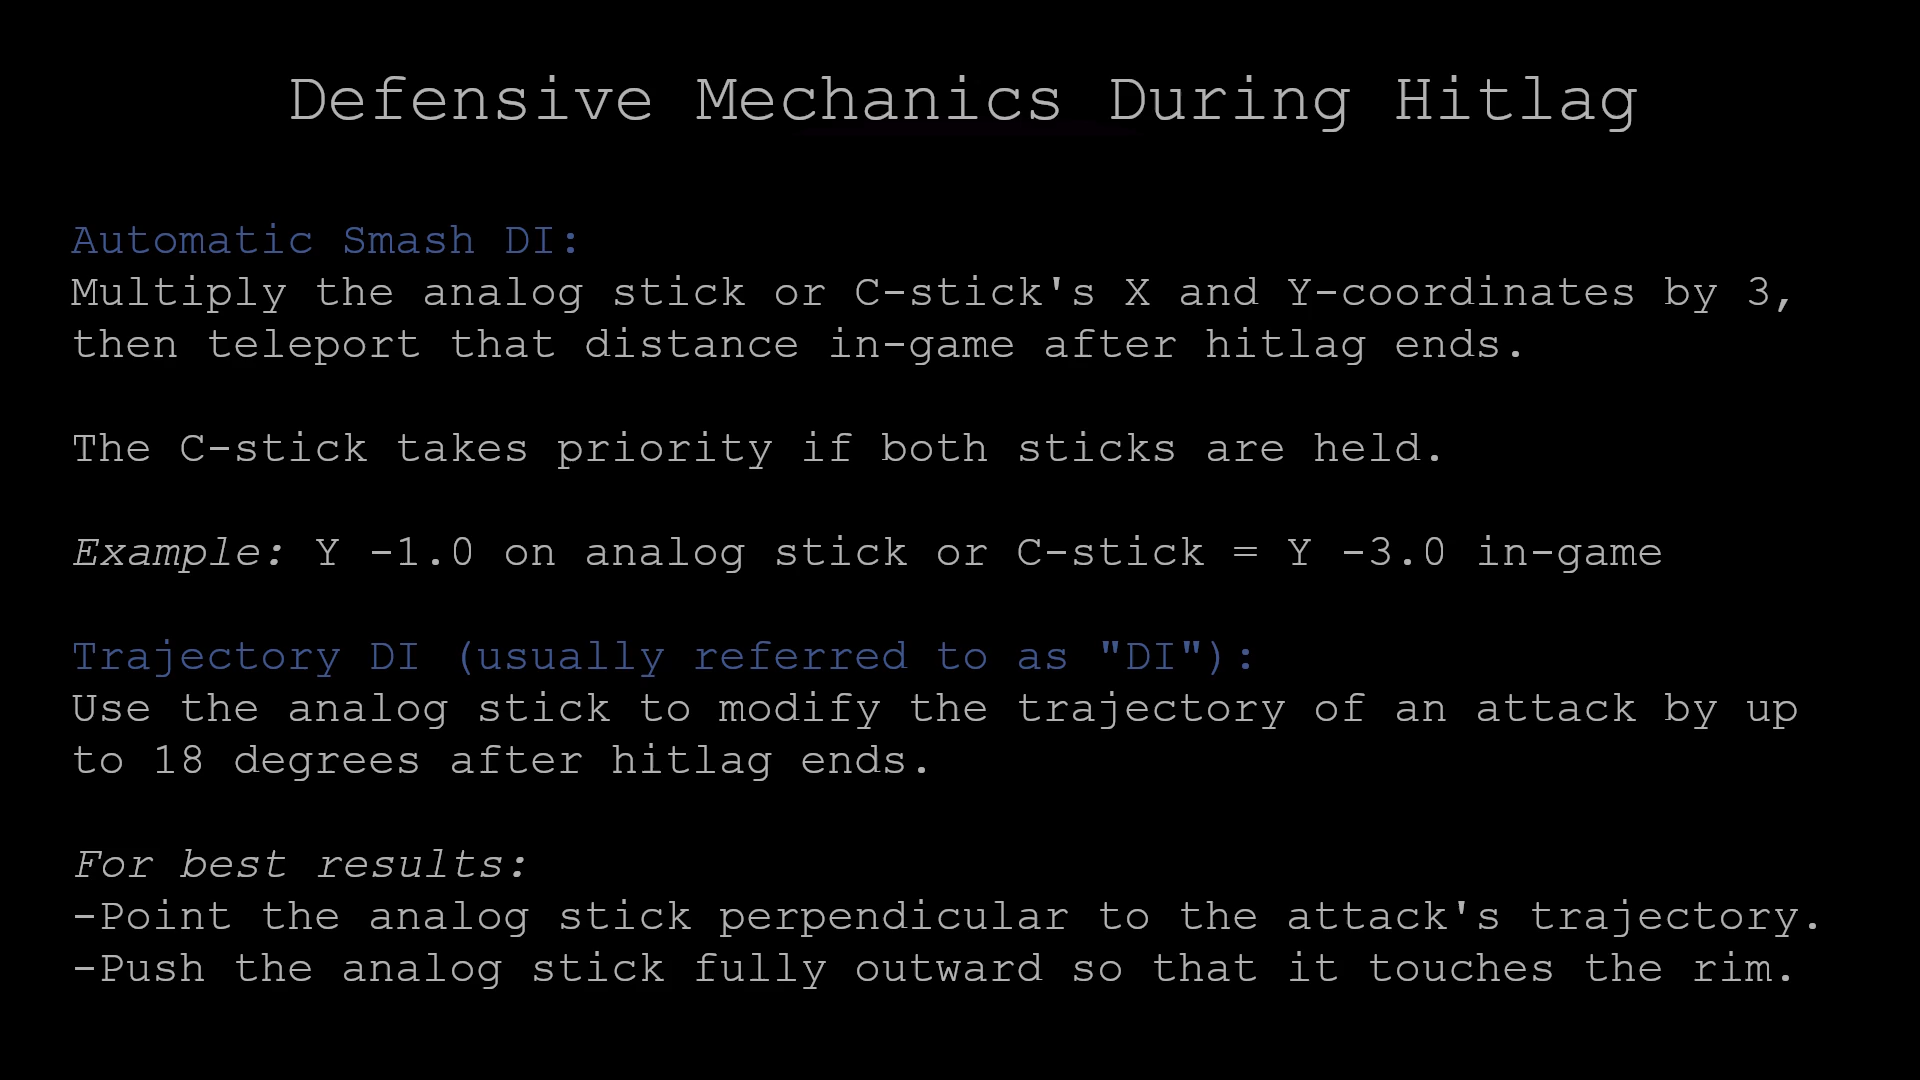 Defensive Mechanics During Hitlag
Automatic Smash DI:
Multiply the analog stick or C-stick's X and Y-coordinates by 3,
then teleport that distance in-game after hitlag ends.
The C-stick takes priority if both sticks are held.
Example: Y -1.0 on analog stick or C-stick = Y -3.0 in-game
Trajectory DI (usually referred to as "DI"):
Use the analog stick to modify the trajectory of an attack by up
to 18 degrees after hitlag ends.
For best results:
-Point the analog stick perpendicular to the attack's trajectory.
-Push the analog stick fully outward so that it touches the rim.